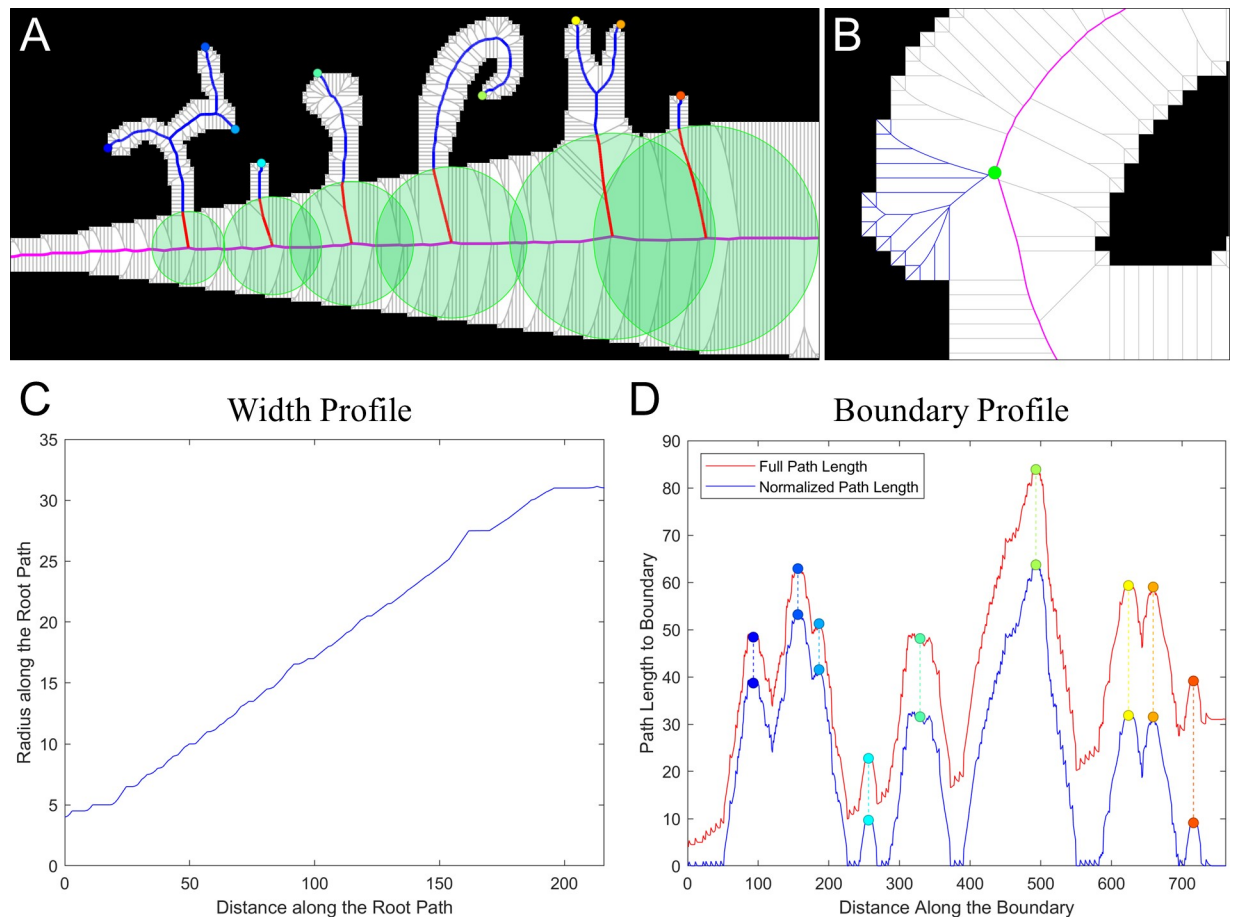 A
B
C
Width Profile
35
30
25
20
15
10
5
0
0
50
100
150
200
Radius along the Root Path
Distance along the Root Path
D
Boundary Profile
Full Path Length
Normalized Path Length
90
80
70
60
50
40
30
20
10
0
0
100
200
300
400
500
600
700
Path Length to Boundary
Distance Along the Boundary